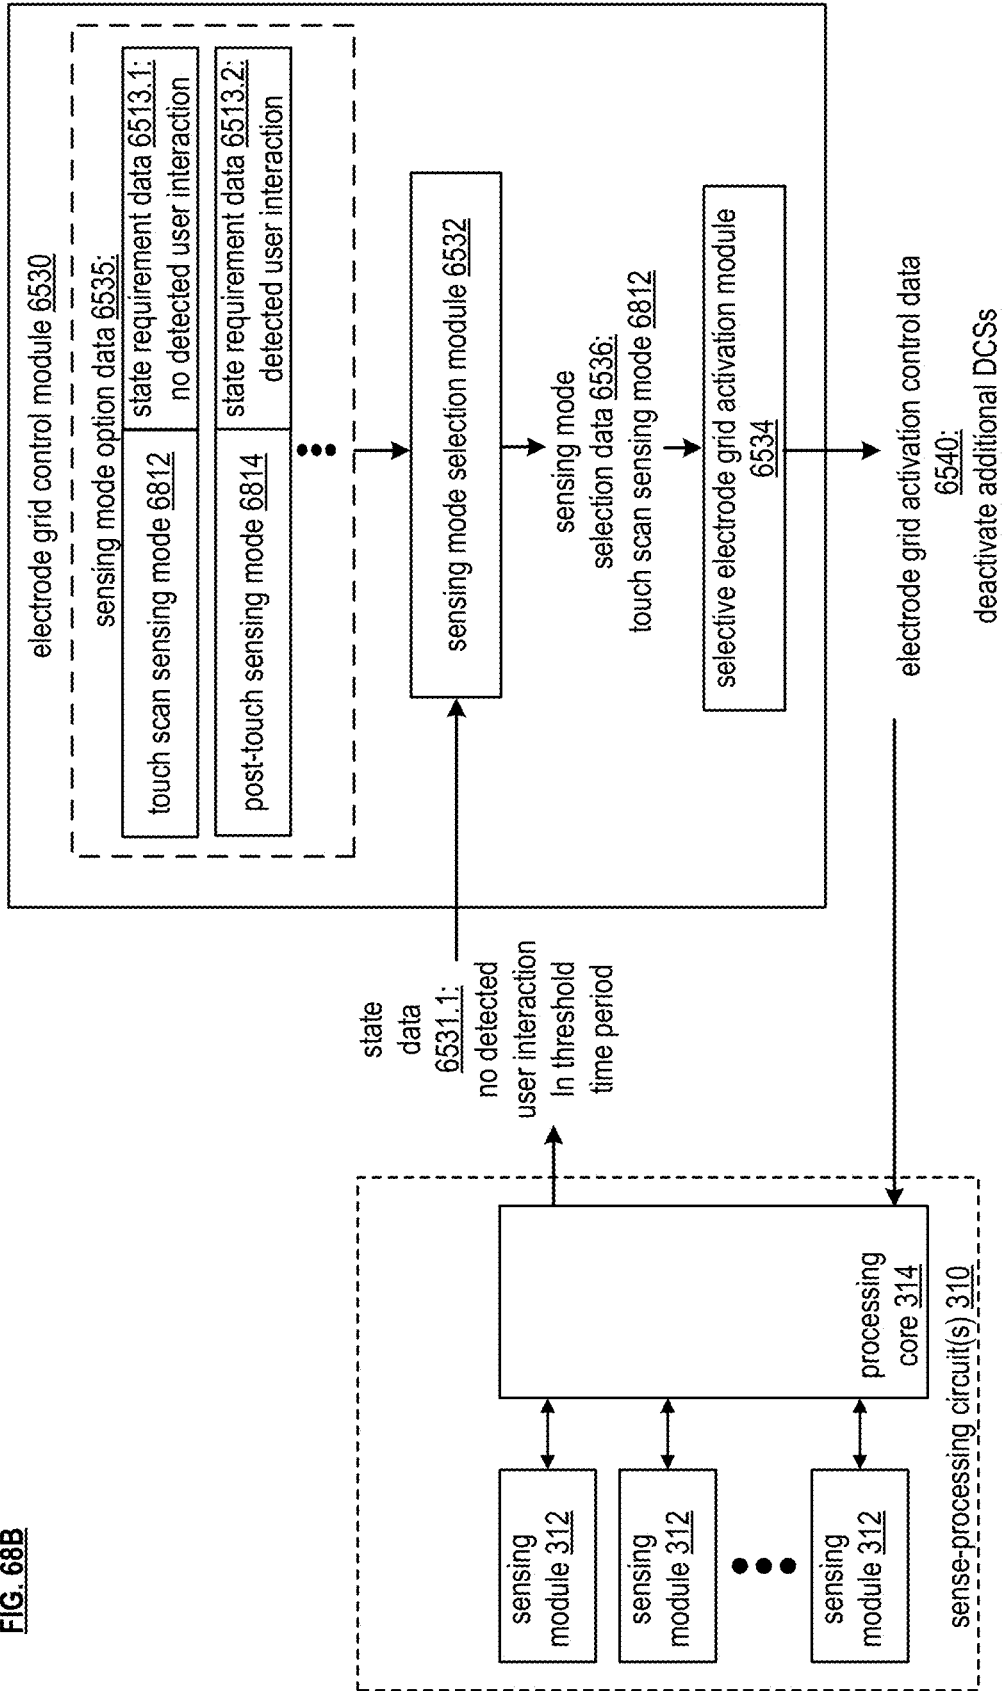 FIG. 68B
electrode grid control module 6530
sensing mode option data 6535:
touch scan sensing mode 6812
state requirement data 6513.1:
no detected user interaction
post-touch sensing mode 6814
state requirement data 6513.2:
detected user interaction
state
data
6531.1:
no detected
user interaction
In threshold
time period
sensing mode selection module 6532
sensing mode
selection data 6536:
touch scan sensing mode 6812
selective electrode grid activation module
6534
electrode grid activation control data
6540:
deactivate additional DCSs
sensing
module 312
sensing
module 312
sensing
module 312
processing
core 314
sense-processing circuit(s) 310